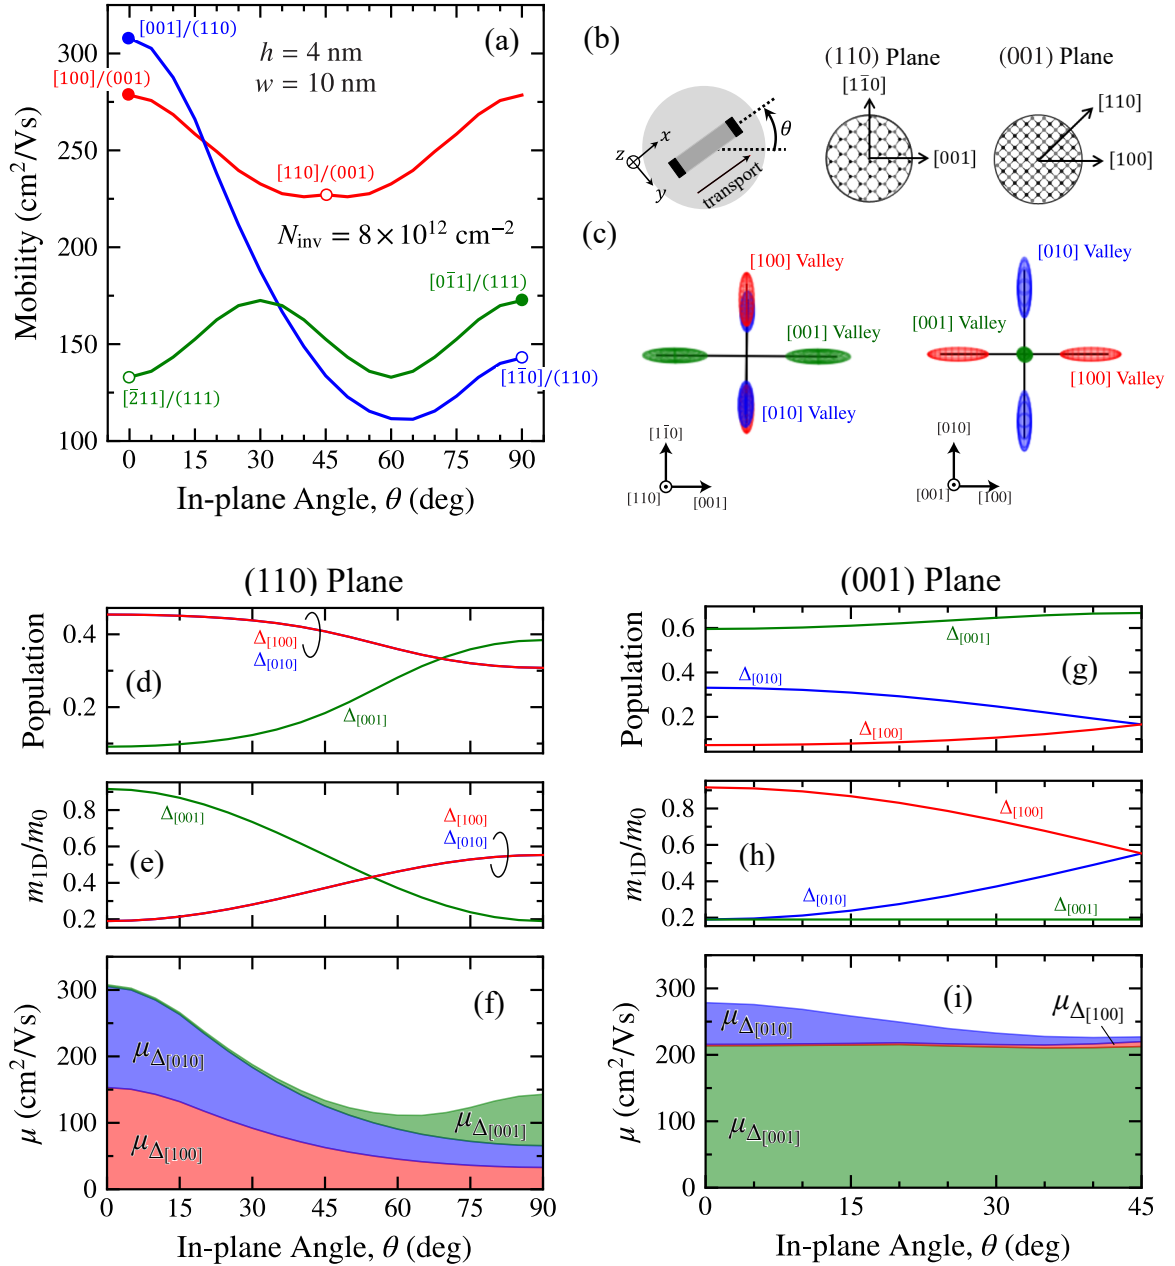 (a)
[001]/(110)
h = 4 nm
w = 10 nm
[100]/(001)
[110]/(001)
N_inv = 8×10^12 cm^−2
[01̄1]/(111)
[2̄11]/(111)
[11̄0]/(110)
300
250
200
150
100
Mobility (cm²/Vs)
0 15 30 45 60 75 90
In-plane Angle, θ (deg)
(b)
x
y
z
θ
transport
(110) Plane
[11̄0]
[001]
(001) Plane
[110]
[100]
(c)
[100] Valley
[001] Valley
[010] Valley
[11̄0]
[110]
[001]
[010] Valley
[001] Valley
[100] Valley
[010]
[001]
[100]
(110) Plane
Population
0.4
0.2
(d)
Δ[100]
Δ[010]
Δ[001]
m1D/m0
0.8
0.6
0.4
0.2
(e)
Δ[001]
Δ[100]
Δ[010]
μ (cm²/Vs)
300
200
100
0
(f)
μΔ[010]
μΔ[100]
μΔ[001]
0 15 30 45 60 75 90
In-plane Angle, θ (deg)
(001) Plane
Population
0.6
0.3
0.0
(g)
Δ[001]
Δ[010]
Δ[100]
m1D/m0
0.8
0.6
0.4
0.2
(h)
Δ[100]
Δ[010]
Δ[001]
μ (cm²/Vs)
300
200
100
0
(i)
μΔ[010]
μΔ[100]
μΔ[001]
0 15 30 45
In-plane Angle, θ (deg)